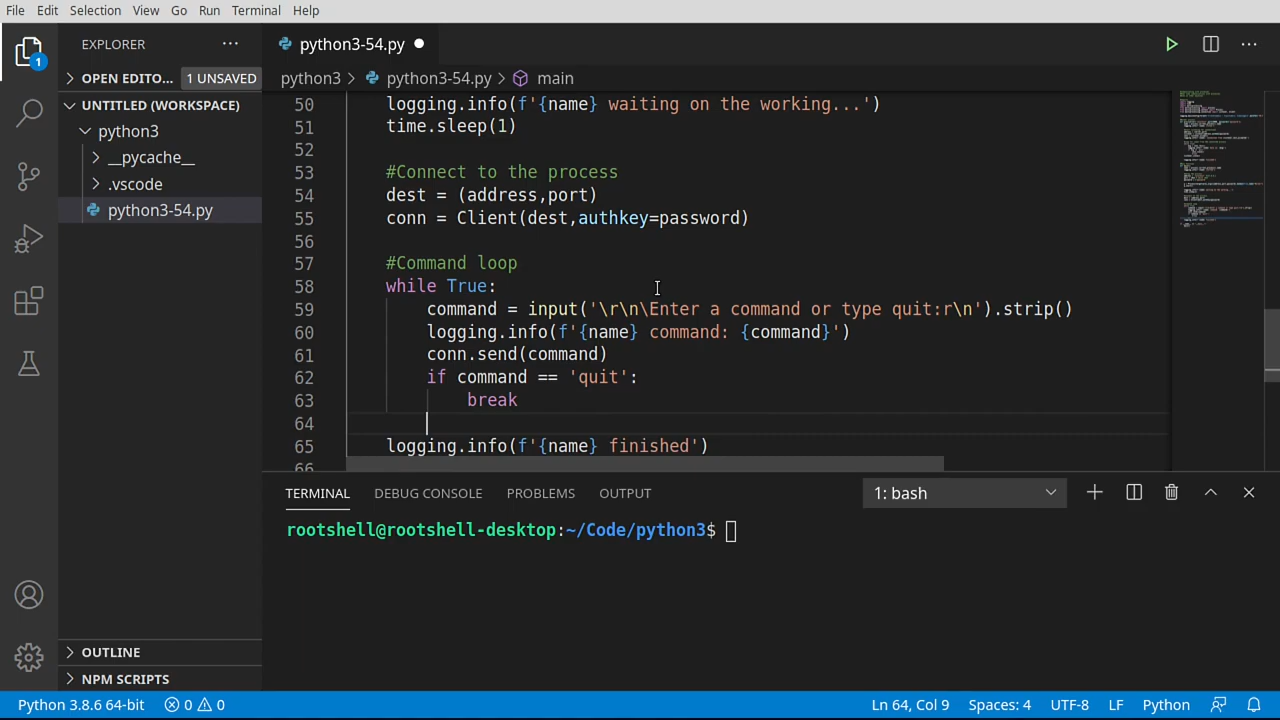 File Edit Selection View Go Run Terminal Help
EXPLORER ...
python3-54.py
1
OPEN EDITO... 1 UNSAVED
python3 > python3-54.py > main
UNTITLED (WORKSPACE)
python3
__pycache__
.vscode
python3-54.py
50 logging.info(f'{name} waiting on the working...')
51 time.sleep(1)
52
53 #Connect to the process
54 dest = (address,port)
55 conn = Client(dest,authkey=password)
56
57 #Command loop
58 while True:
59 command = input('\r\n\Enter a command or type quit:r\n').strip()
60 logging.info(f'{name} command: {command}')
61 conn.send(command)
62 if command == 'quit':
63 break
64
65 logging.info(f'{name} finished')
66
TERMINAL DEBUG CONSOLE PROBLEMS OUTPUT 1: bash
rootshell@rootshell-desktop:~/Code/python3$
OUTLINE
NPM SCRIPTS
Python 3.8.6 64-bit 0 0 Ln 64, Col 9 Spaces: 4 UTF-8 LF Python